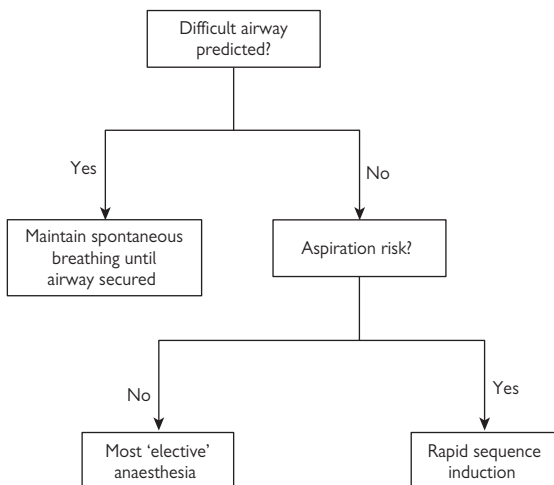 Difficult airway
predicted?
Yes
No
Maintain spontaneous
breathing until
airway secured
Aspiration risk?
No
Yes
Most ‘elective’
anaesthesia
Rapid sequence
induction